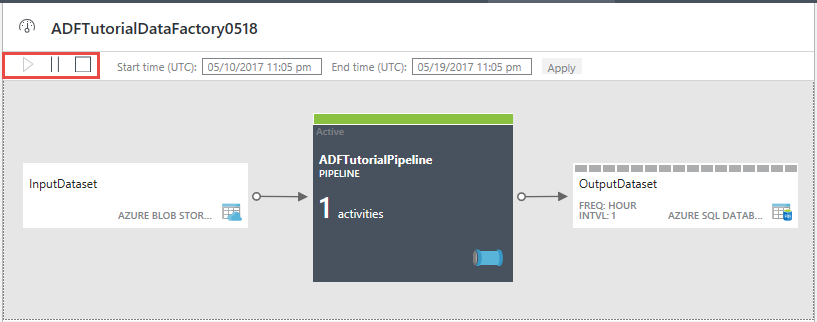 ADFTutorialDataFactory0518
Start time (UTC): 05/10/2017 11:05 pm End time (UTC): 05/19/2017 11:05 pm Apply
Active
ADFTutorialPipeline
PIPELINE
1 activities
InputDataset
AZURE BLOB STOR...
OutputDataset
FREQ: HOUR
INTVL: 1 AZURE SQL DATAB...